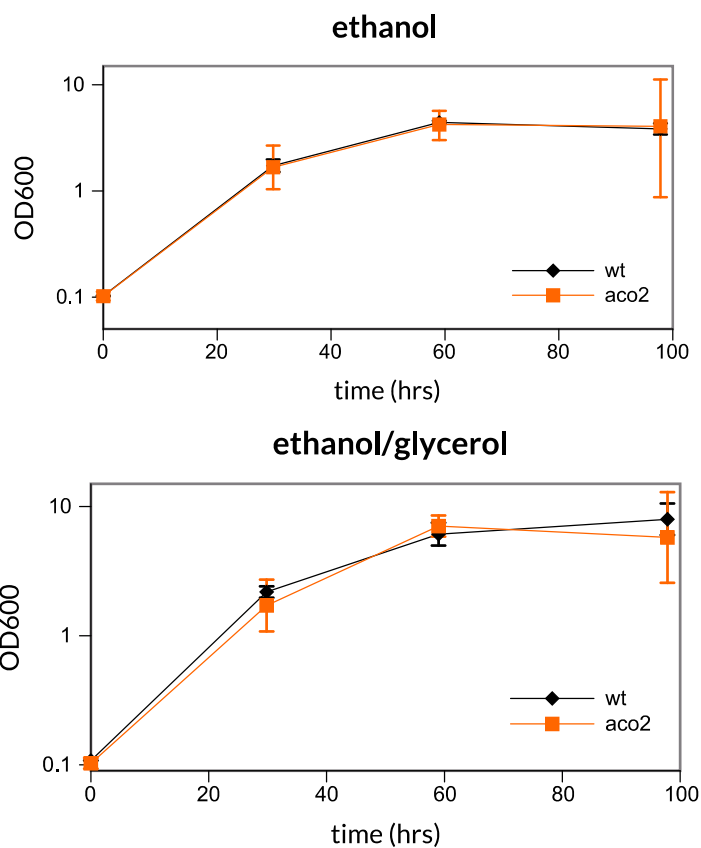 ethanol
10
1
0.1
OD600
wt
aco2
0 20 40 60 80 100
time (hrs)
ethanol/glycerol
10
1
0.1
OD600
wt
aco2
0 20 40 60 80 100
time (hrs)